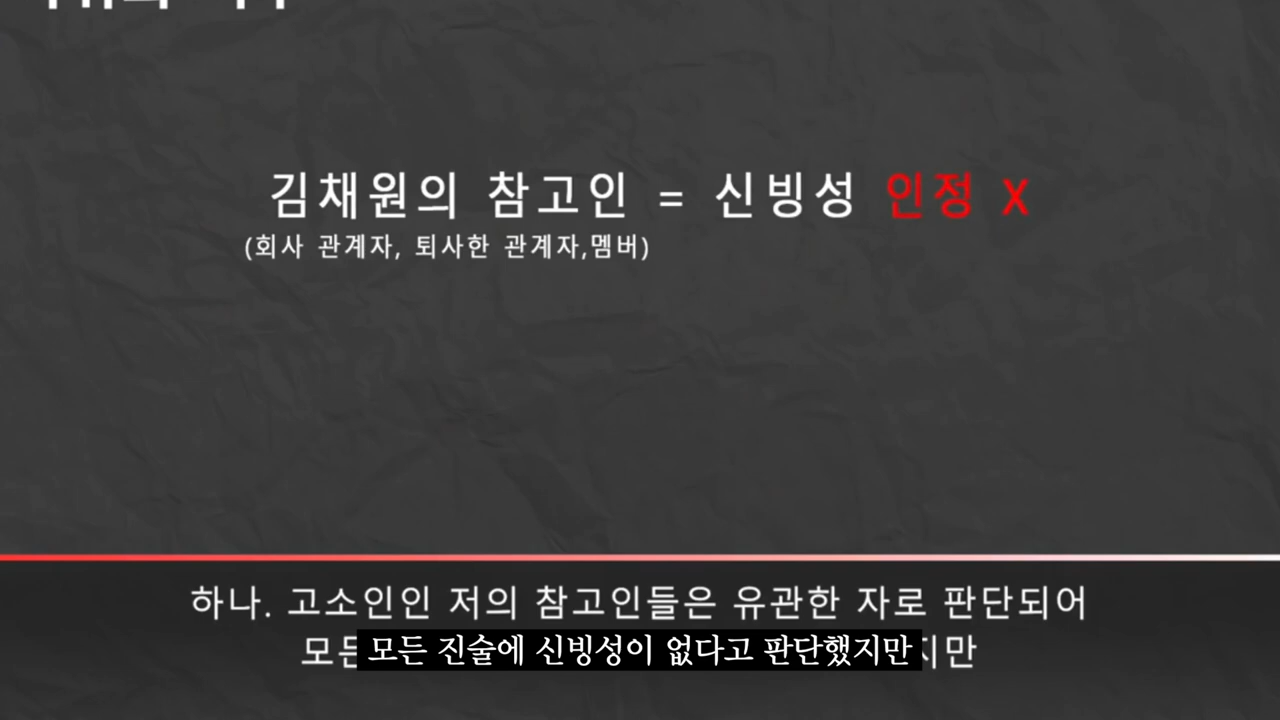 김채원의 참고인 = 신빙성 인정 X
(회사 관계자, 퇴사한 관계자,멤버)
하나. 고소인인 저의 참고인들은 유관한 자로 판단되어
모든 진술에 신빙성이 없다고 판단했지만